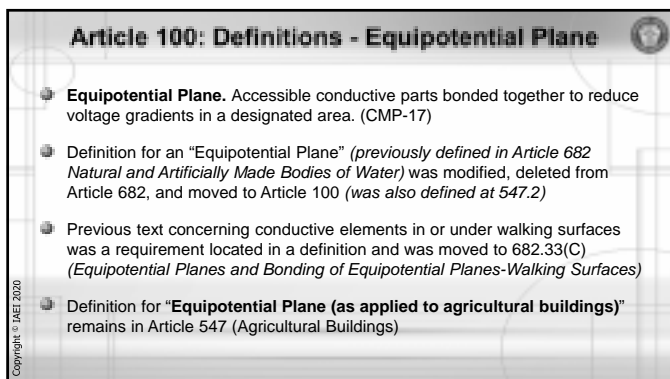 Article 100: Definitions - Equipotential Plane
Equipotential Plane. Accessible conductive parts bonded together to reduce
voltage gradients in a designated area. (CMP-17)
Definition for an “Equipotential Plane” (previously defined in Article 682
Natural and Artificially Made Bodies of Water) was modified, deleted from
Article 682, and moved to Article 100 (was also defined at 547.2)
Previous text concerning conductive elements in or under walking surfaces
was a requirement located in a definition and was moved to 682.33(C)
(Equipotential Planes and Bonding of Equipotential Planes-Walking Surfaces)
Definition for “Equipotential Plane (as applied to agricultural buildings)”
remains in Article 547 (Agricultural Buildings)
Copyright © IAEI 2020